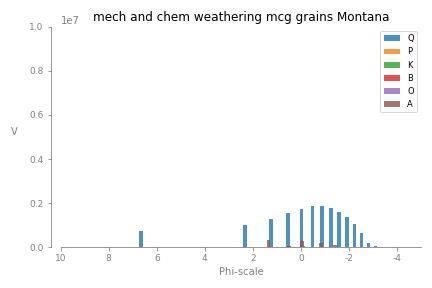 mech and chem weathering mcg grains Montana
1e7
1.0
0.8
0.6
0.4
0.2
0.0
V
10 8 6 4 2 0 -2 -4
Phi-scale
Q
P
K
B
O
A